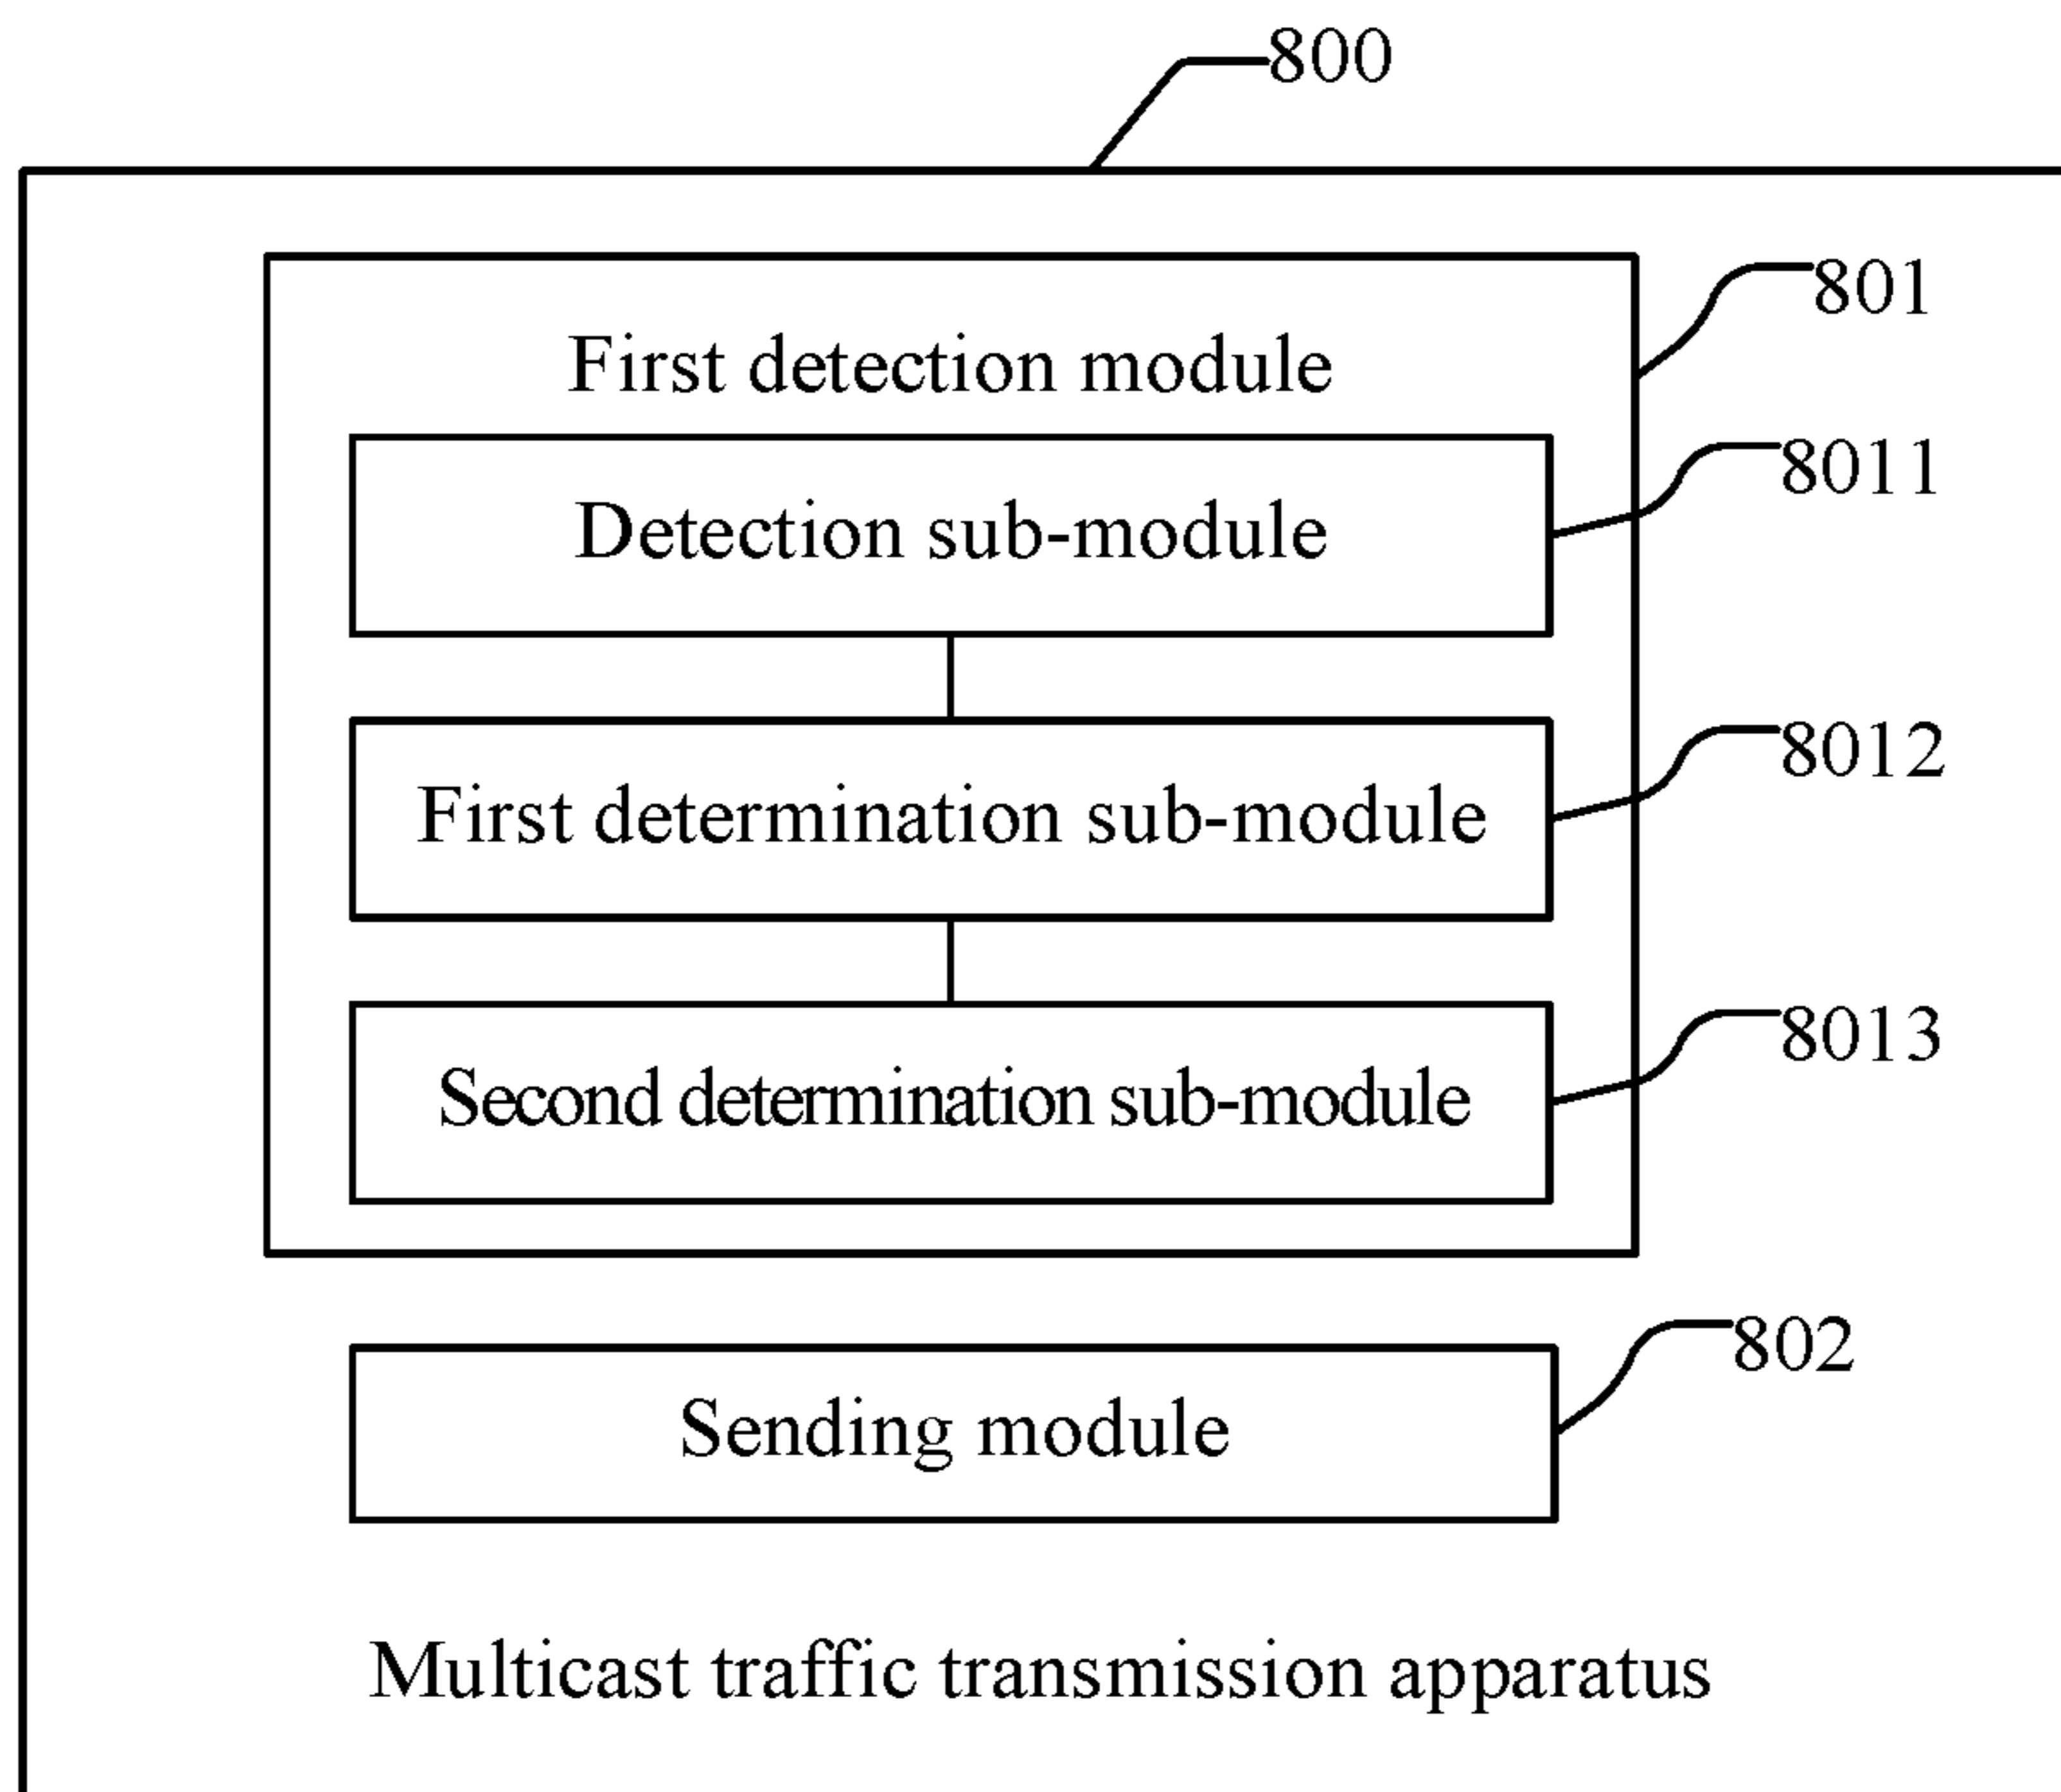 800
801
First detection module
8011
Detection sub-module
8012
First determination sub-module
8013
Second determination sub-module
802
Sending module
Multicast traffic transmission apparatus